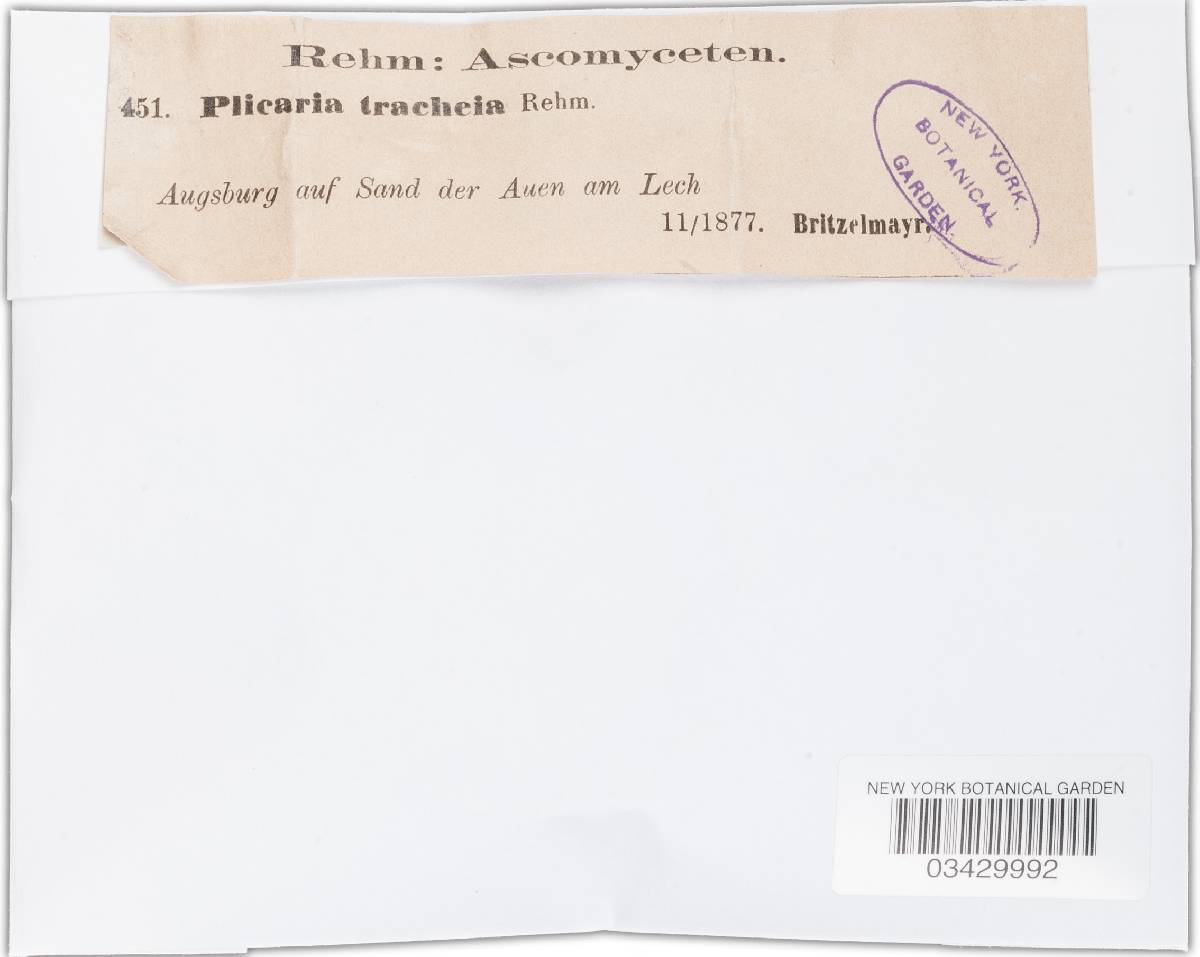 Rehm: Ascomyceten.
451. Plicaria tracheia Rehm.
Augsburg auf Sand der Auen am Lech
11/1877. Britzelmayr.
NEW YORK.
BOTANICAL
GARDEN.
NEW YORK BOTANICAL GARDEN
03429992